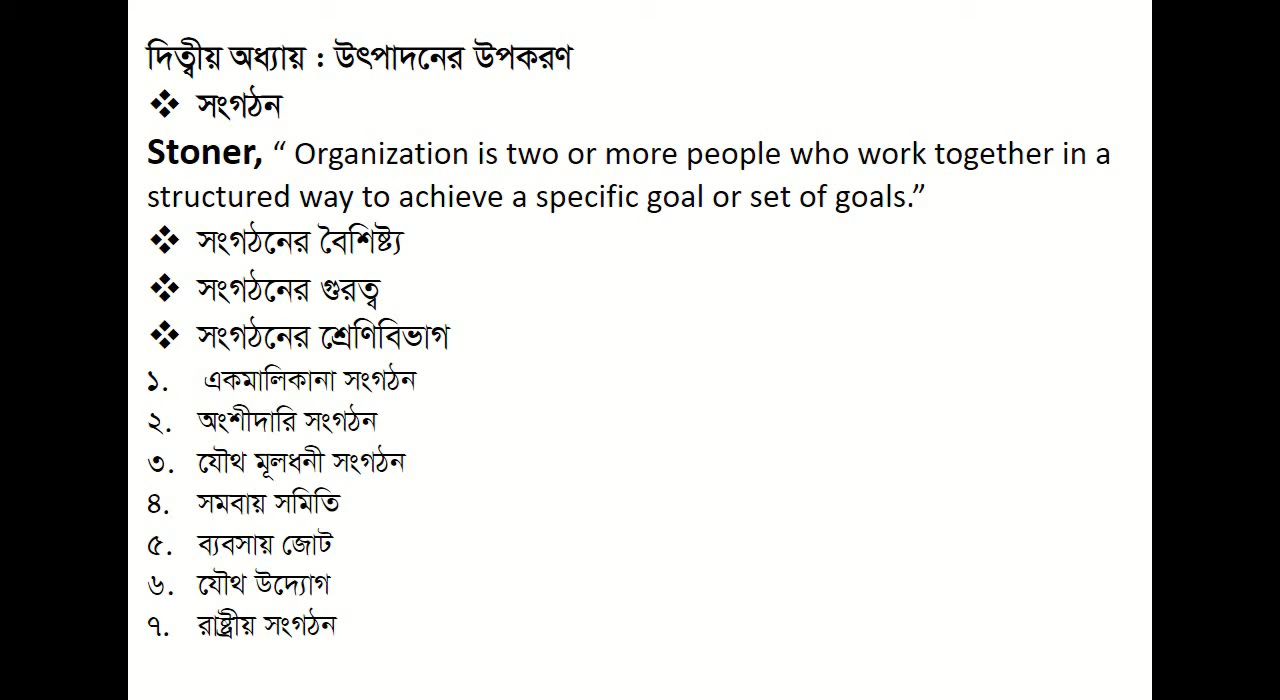 দিত্বীয় অধ্যায় : উৎপাদনের উপকরণ
❖ সংগঠন
Stoner, “ Organization is two or more people who work together in a
structured way to achieve a specific goal or set of goals.”
❖ সংগঠনের বৈশিষ্ট্য
❖ সংগঠনের গুরত্ব
❖ সংগঠনের শ্রেণিবিভাগ
১. একমালিকানা সংগঠন
২. অংশীদারি সংগঠন
৩. যৌথ মূলধনী সংগঠন
৪. সমবায় সমিতি
৫. ব্যবসায় জোট
৬. যৌথ উদ্যোগ
৭. রাষ্ট্রীয় সংগঠন